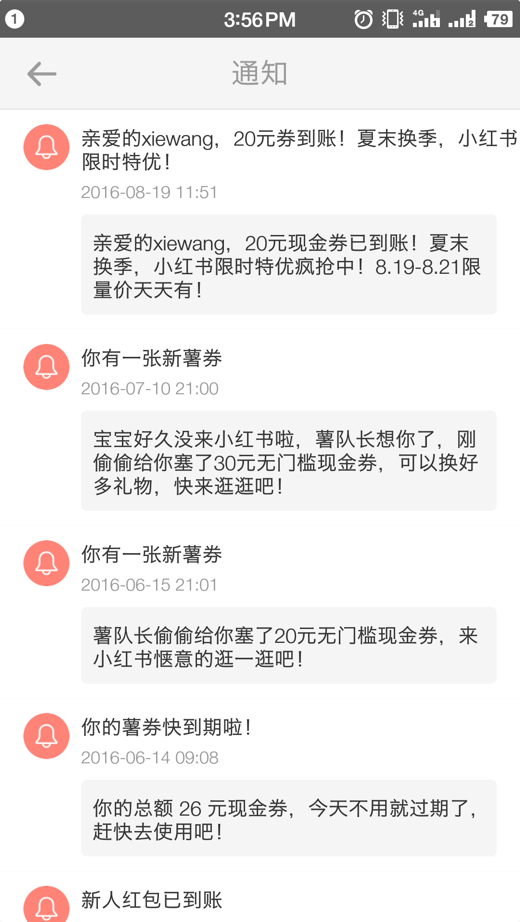 1
3:56PM
4G
2
79
通知
亲爱的xiewang，20元券到账！夏末换季，小红书
限时特优！
2016-08-19 11:51
亲爱的xiewang，20元现金券已到账！夏末
换季，小红书限时特优疯抢中！8.19-8.21限
量价天天有！
你有一张新薯券
2016-07-10 21:00
宝宝好久没来小红书啦，薯队长想你了，刚
偷偷给你塞了30元无门槛现金券，可以换好
多礼物，快来逛逛吧！
你有一张新薯券
2016-06-15 21:01
薯队长偷偷给你塞了20元无门槛现金券，来
小红书惬意的逛一逛吧！
你的薯券快到期啦！
2016-06-14 09:08
你的总额 26 元现金券，今天不用就过期了，
赶快去使用吧！
新人红包已到账